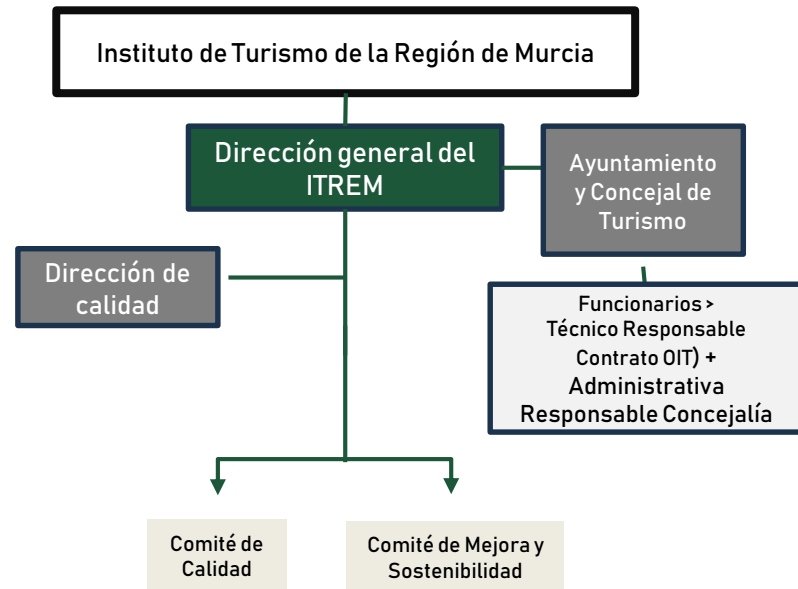 Instituto de Turismo de la Región de Murcia
Dirección general del
ITREM
Ayuntamiento
y Concejal de
Turismo
Dirección de
calidad
Funcionarios >
Técnico Responsable
Contrato OIT) +
Administrativa
Responsable Concejalía
Comité de
Calidad
Comité de Mejora y
Sostenibilidad